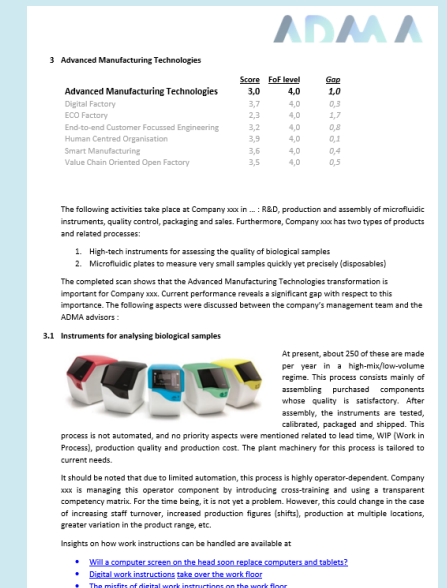 ADMA
3 Advanced Manufacturing Technologies
Score FoF level Gap
Advanced Manufacturing Technologies 3,0 4,0 1,0
Digital Factory 3,7 4,0 0,3
ECO Factory 2,3 4,0 1,7
End-to-end Customer Focussed Engineering 3,2 4,0 0,8
Human Centred Organisation 3,9 4,0 0,1
Smart Manufacturing 3,6 4,0 0,4
Value Chain Oriented Open Factory 3,5 4,0 0,5
The following activities take place at Company xxx in ... : R&D, production and assembly of microfluidic
instruments, quality control, packaging and sales. Furthermore, Company xxx has two types of products
and related processes:
1. High-tech instruments for assessing the quality of biological samples
2. Microfluidic plates to measure very small samples quickly yet precisely (disposables)
The completed scan shows that the Advanced Manufacturing Technologies transformation is
important for Company xxx. Current performance reveals a significant gap with respect to this
importance. The following aspects were discussed between the company's management team and the
ADMA advisors :
3.1 Instruments for analysing biological samples
At present, about 250 of these are made
per year in a high-mix/low-volume
regime. This process consists mainly of
assembling purchased components
whose quality is satisfactory. After
assembly, the instruments are tested,
calibrated, packaged and shipped. This
process is not automated, and no priority aspects were mentioned related to lead time, WIP (Work in
Process), production quality and production cost. The plant machinery for this process is tailored to
current needs.
It should be noted that due to limited automation, this process is highly operator-dependent. Company
xxx is managing this operator component by introducing cross-training and using a transparent
competency matrix. For the time being, it is not yet a problem. However, this could change in the case
of increasing staff turnover, increased production figures (shifts), production at multiple locations,
greater variation in the product range, etc.
Insights on how work instructions can be handled are available at
• Will a computer screen on the head soon replace computers and tablets?
• Digital work instructions take over the work floor
• The misfits of digital work instructions on the work floor